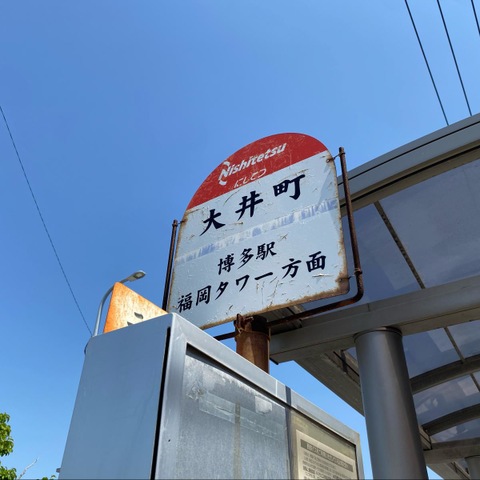 Nishitetsu
にしてつ
大井町
博多駅
福岡タワー方面